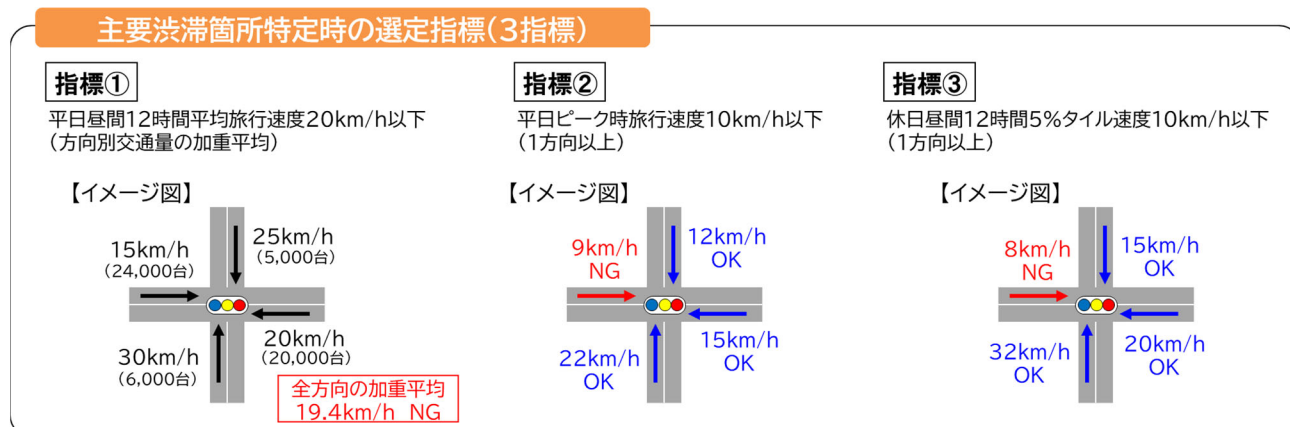 主要渋滞箇所特定時の選定指標(3指標)
指標①
平日昼間12時間平均旅行速度20km/h以下
(方向別交通量の加重平均)
【イメージ図】
15km/h
(24,000台)
25km/h
(5,000台)
30km/h
(6,000台)
20km/h
(20,000台)
全方向の加重平均
19.4km/h NG
指標②
平日ピーク時旅行速度10km/h以下
(1方向以上)
【イメージ図】
9km/h
NG
12km/h
OK
22km/h
OK
15km/h
OK
指標③
休日昼間12時間5%タイル速度10km/h以下
(1方向以上)
【イメージ図】
8km/h
NG
15km/h
OK
32km/h
OK
20km/h
OK